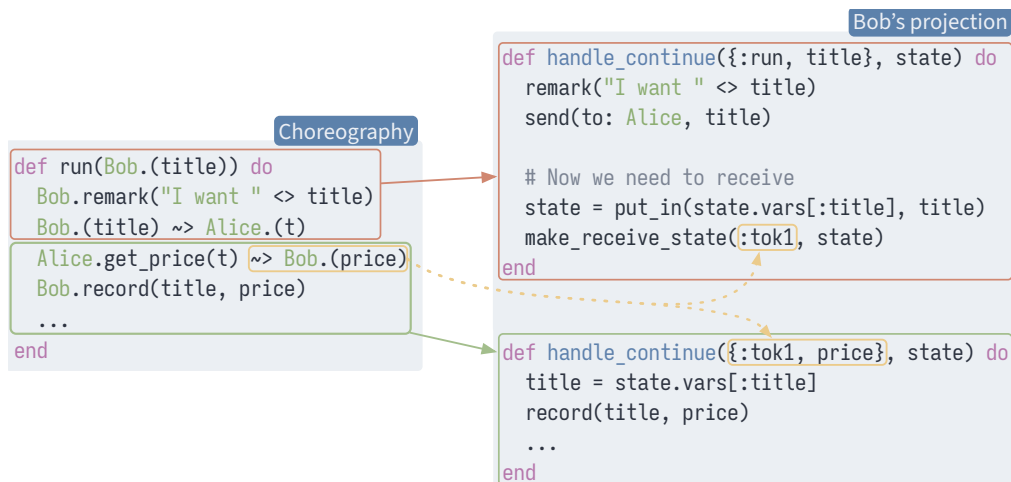 Choreography
def run(Bob.(title)) do
  Bob.remark("I want " <> title)
  Bob.(title) ~> Alice.(t)
  Alice.get_price(t) ~> Bob.(price)
  Bob.record(title, price)
  ...
end
Bob's projection
def handle_continue({:run, title}, state) do
  remark("I want " <> title)
  send(to: Alice, title)
  # Now we need to receive
  state = put_in(state.vars[:title], title)
  make_receive_state(:tok1, state)
end
def handle_continue({:tok1, price}, state) do
  title = state.vars[:title]
  record(title, price)
  ...
end